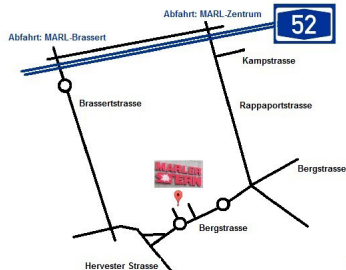 Abfahrt: MARL-Zentrum
52
Abfahrt: MARL-Brassert
Kampstrasse
Brassertstrasse
Rappaportstrasse
MARLER
STERN
Bergstrasse
Bergstrasse
Hervester Strasse